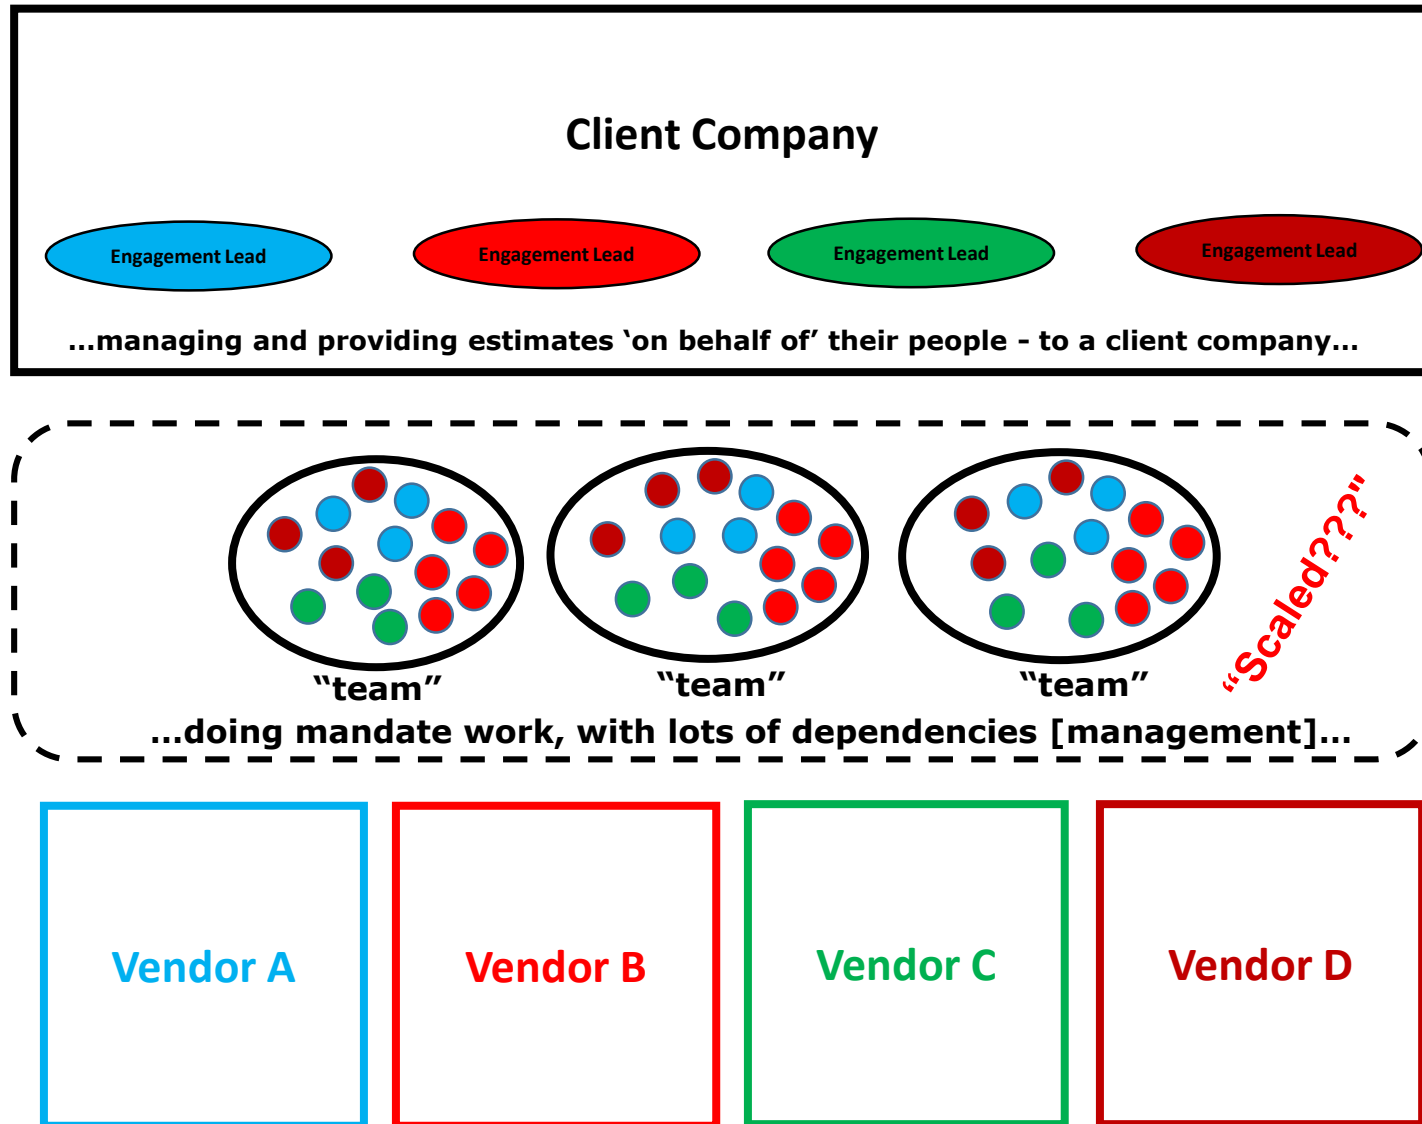 Client Company
Engagement Lead
Engagement Lead
Engagement Lead
Engagement Lead
...managing and providing estimates ‘on behalf of’ their people - to a client company...
“Scaled???"
“team”
“team”
“team”
...doing mandate work, with lots of dependencies [management]...
Vendor A
Vendor B
Vendor C
Vendor D